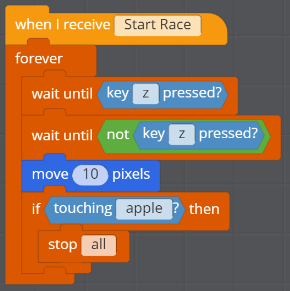 when I receive Start Race
forever
wait until key z pressed?
wait until not key z pressed?
move 10 pixels
if touching apple ? then
stop all